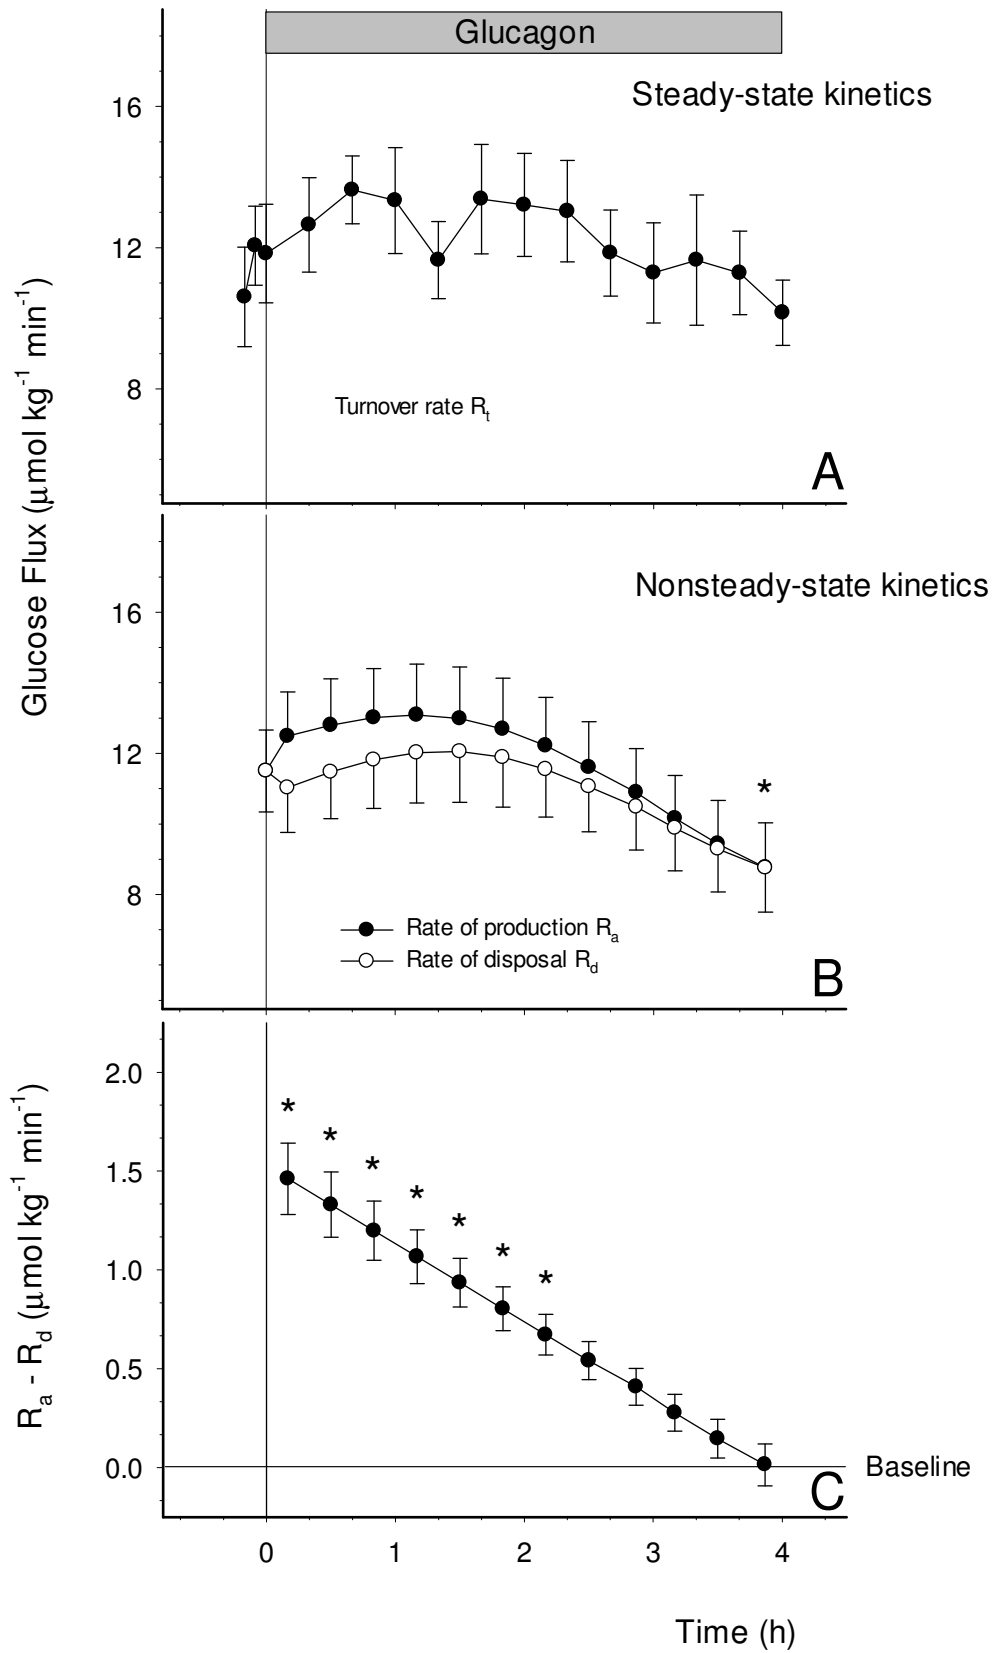 Glucagon
Steady-state kinetics
16
12
8
Turnover rate Rt
A
Glucose Flux (μmol kg-1 min-1)
Nonsteady-state kinetics
16
12
*
8
Rate of production Ra
Rate of disposal Rd
B
2.0
* * * * * * *
1.5
1.0
0.5
0.0
Ra - Rd (μmol kg-1 min-1)
Baseline
C
0 1 2 3 4
Time (h)